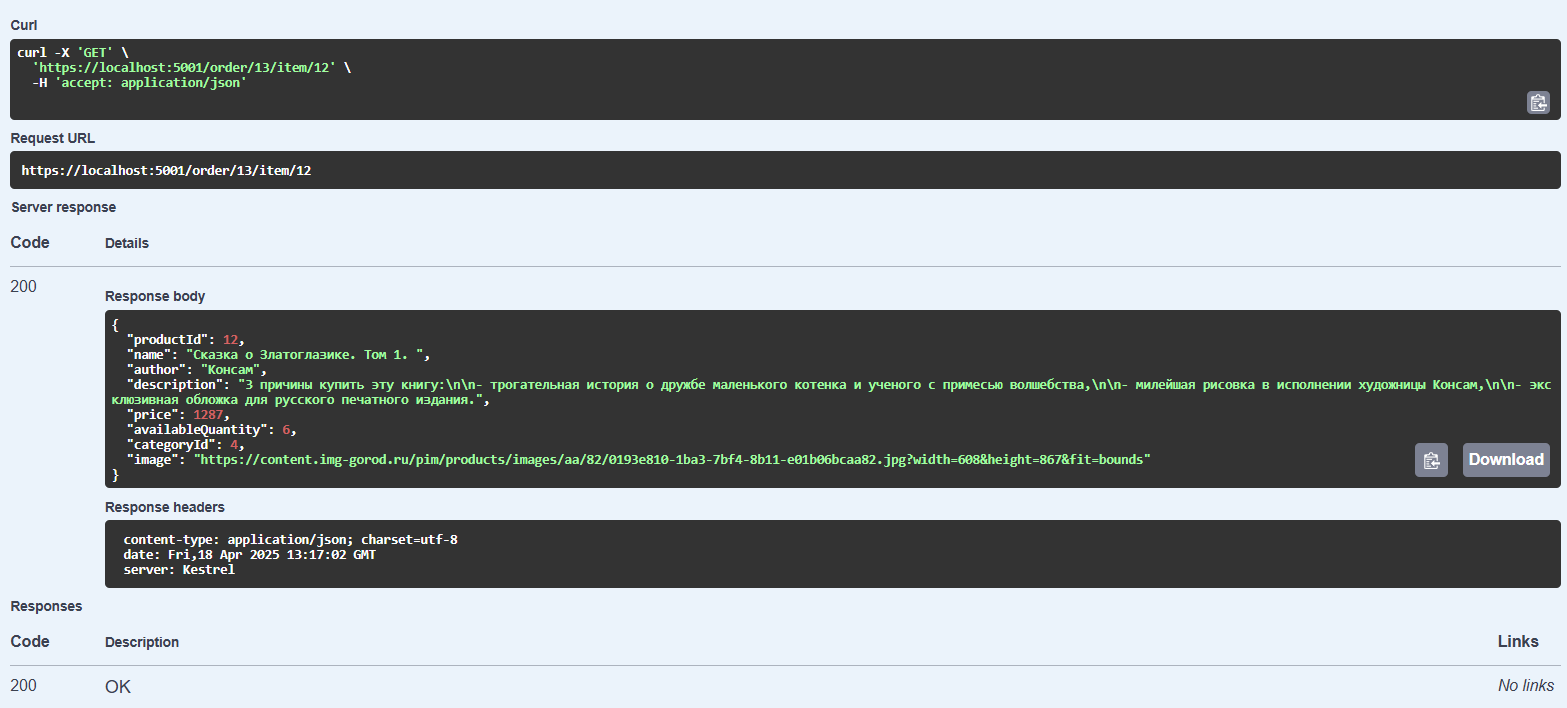 Curl
curl -X 'GET' \
'https://localhost:5001/order/13/item/12' \
-H 'accept: application/json'
Request URL
https://localhost:5001/order/13/item/12
Server response
Code Details
200
Response body
{
"productId": 12,
"name": "Сказка о Златоглазике. Том 1. ",
"author": "Консам",
"description": "3 причины купить эту книгу:\n\n- трогательная история о дружбе маленького котенка и ученого с примесью волшебства,\n\n- милейшая рисовка в исполнении художницы Консам,\n\n- экс
клюзивная обложка для русского печатного издания.",
"price": 1287,
"availableQuantity": 6,
"categoryId": 4,
"image": "https://content.img-gorod.ru/pim/products/images/aa/82/0193e810-1ba3-7bf4-8b11-e01b06bcaa82.jpg?width=608&height=867&fit=bounds"
}
Download
Response headers
content-type: application/json; charset=utf-8
date: Fri,18 Apr 2025 13:17:02 GMT
server: Kestrel
Responses
Code Description Links
200 OK No links